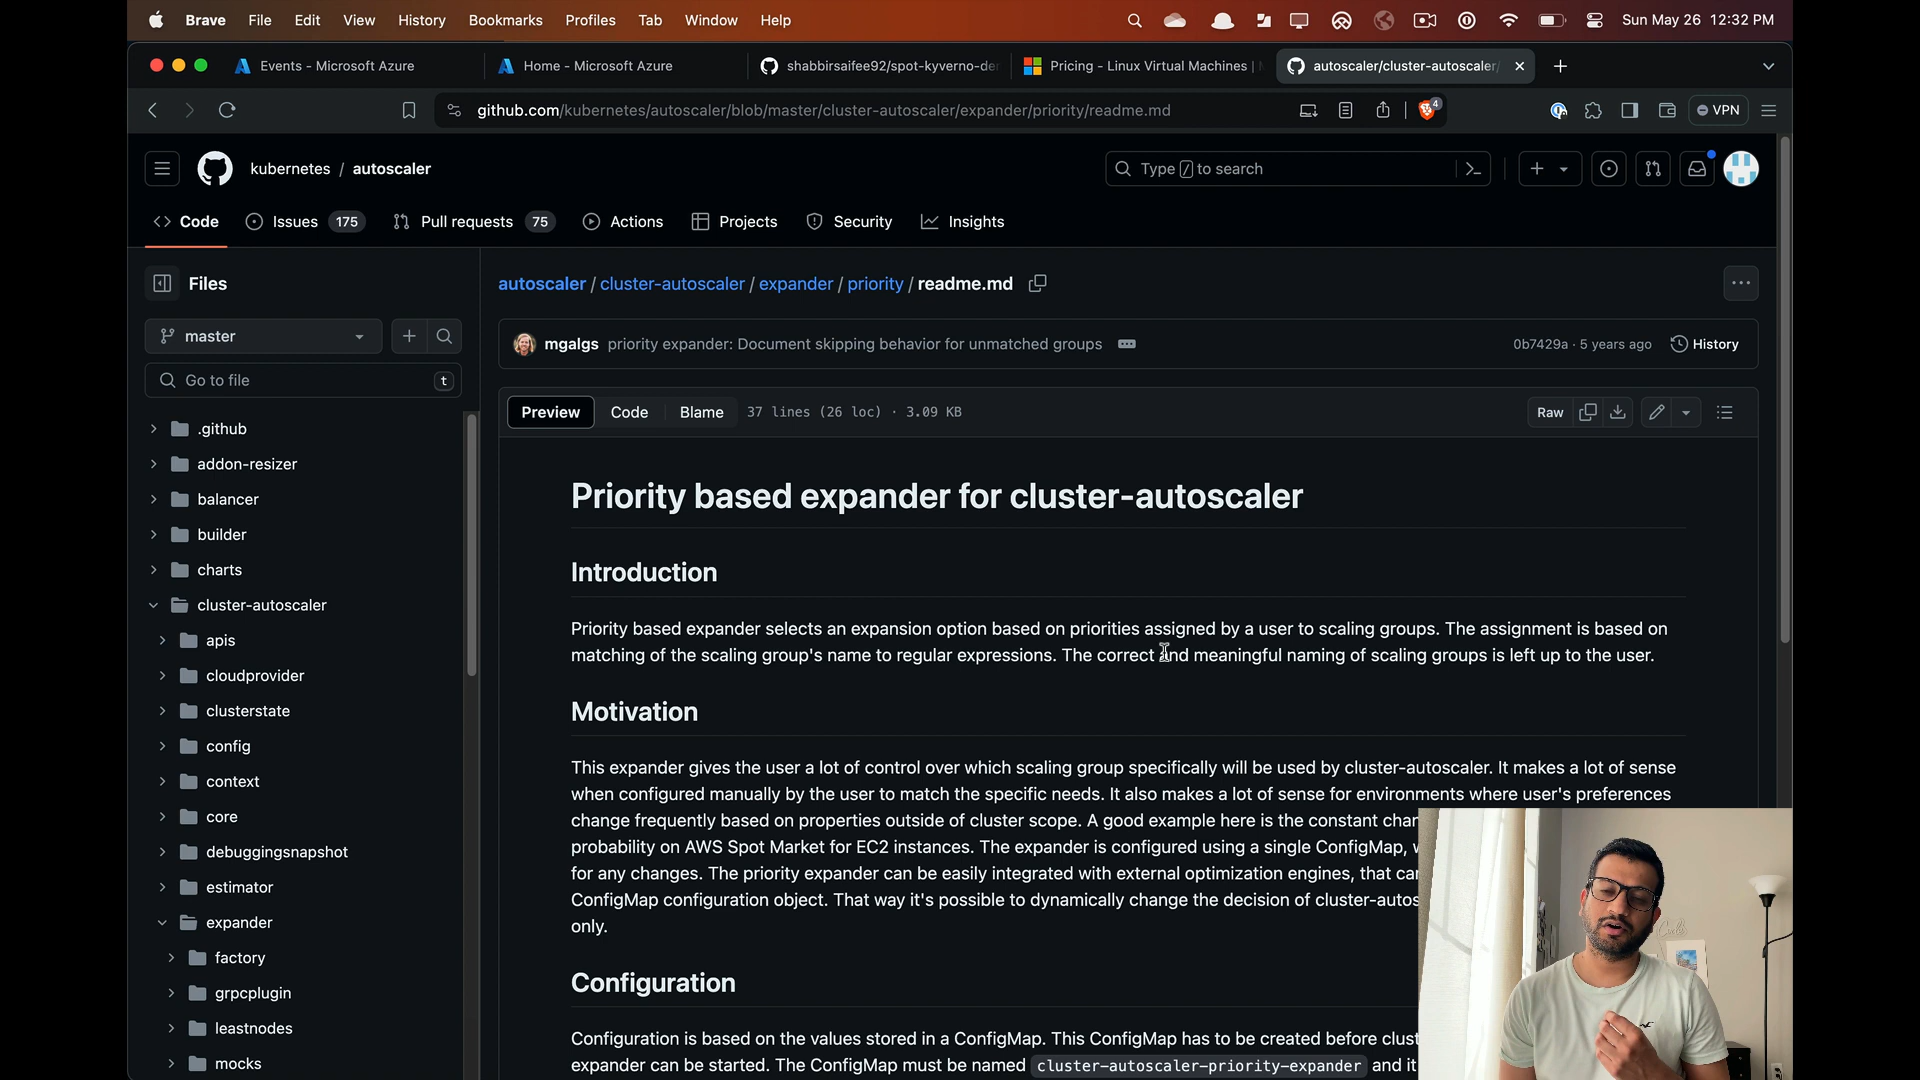 Brave File Edit View History Bookmarks Profiles Tab Window Help Sun May 26 12:32 PM
Events - Microsoft Azure
Home - Microsoft Azure
shabbirsaifee92/spot-kyverno-de
Pricing - Linux Virtual Machines |
autoscaler/cluster-autoscaler/
github.com/kubernetes/autoscaler/blob/master/cluster-autoscaler/expander/priority/readme.md
4
VPN
kubernetes / autoscaler
Type / to search
Code Issues 175 Pull requests 75 Actions Projects Security Insights
Files
master
Go to file t
.github
addon-resizer
balancer
builder
charts
cluster-autoscaler
apis
cloudprovider
clusterstate
config
context
core
debuggingsnapshot
estimator
expander
factory
grpcplugin
leastnodes
mocks
autoscaler / cluster-autoscaler / expander / priority / readme.md
mgalgs priority expander: Document skipping behavior for unmatched groups
0b7429a · 5 years ago History
Preview Code Blame 37 lines (26 loc) · 3.09 KB
Raw
Priority based expander for cluster-autoscaler
Introduction
Priority based expander selects an expansion option based on priorities assigned by a user to scaling groups. The assignment is based on
matching of the scaling group's name to regular expressions. The correct and meaningful naming of scaling groups is left up to the user.
Motivation
This expander gives the user a lot of control over which scaling group specifically will be used by cluster-autoscaler. It makes a lot of sense
when configured manually by the user to match the specific needs. It also makes a lot of sense for environments where user's preferences
change frequently based on properties outside of cluster scope. A good example here is the constant char
probability on AWS Spot Market for EC2 instances. The expander is configured using a single ConfigMap, w
for any changes. The priority expander can be easily integrated with external optimization engines, that can
ConfigMap configuration object. That way it's possible to dynamically change the decision of cluster-autos
only.
Configuration
Configuration is based on the values stored in a ConfigMap. This ConfigMap has to be created before clust
expander can be started. The ConfigMap must be named cluster-autoscaler-priority-expander and it